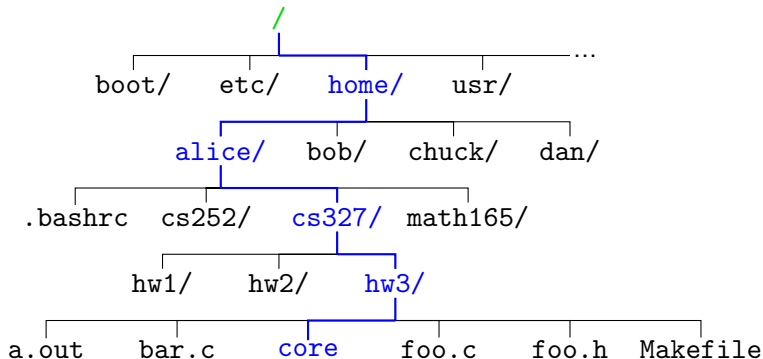 /
...
boot/ etc/ home/ usr/
alice/ bob/ chuck/ dan/
.bashrc cs252/ cs327/ math165/
hw1/ hw2/ hw3/
a.out bar.c core foo.c foo.h Makefile